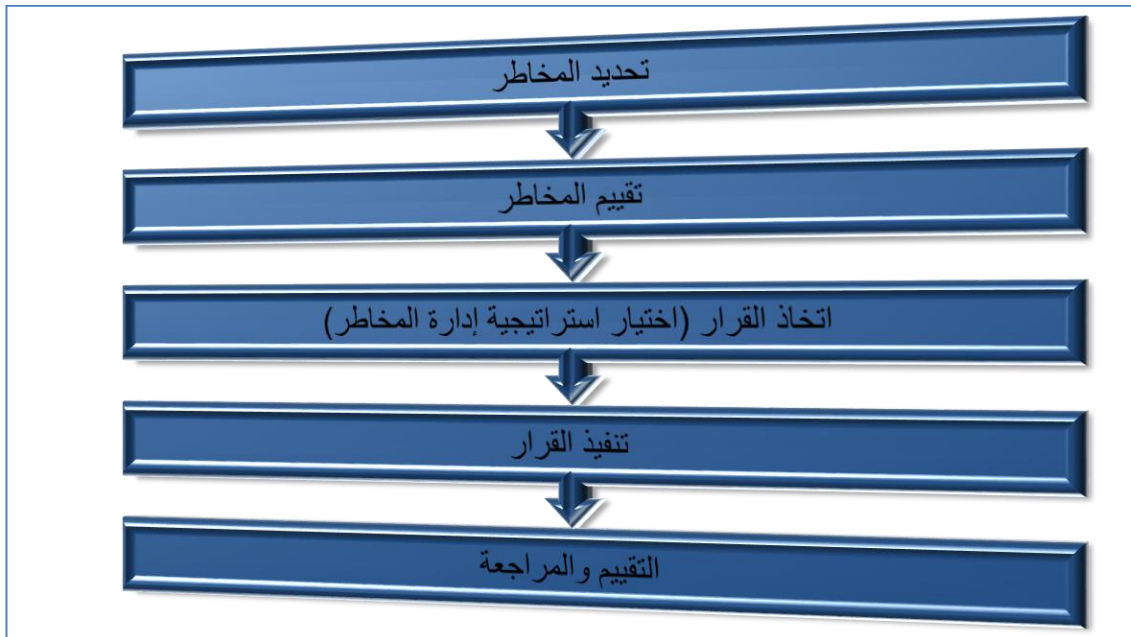 تحديد المخاطر
تقييم المخاطر
اتخاذ القرار (اختيار استراتيجية إدارة المخاطر)
تنفيذ القرار
التقييم والمراجعة